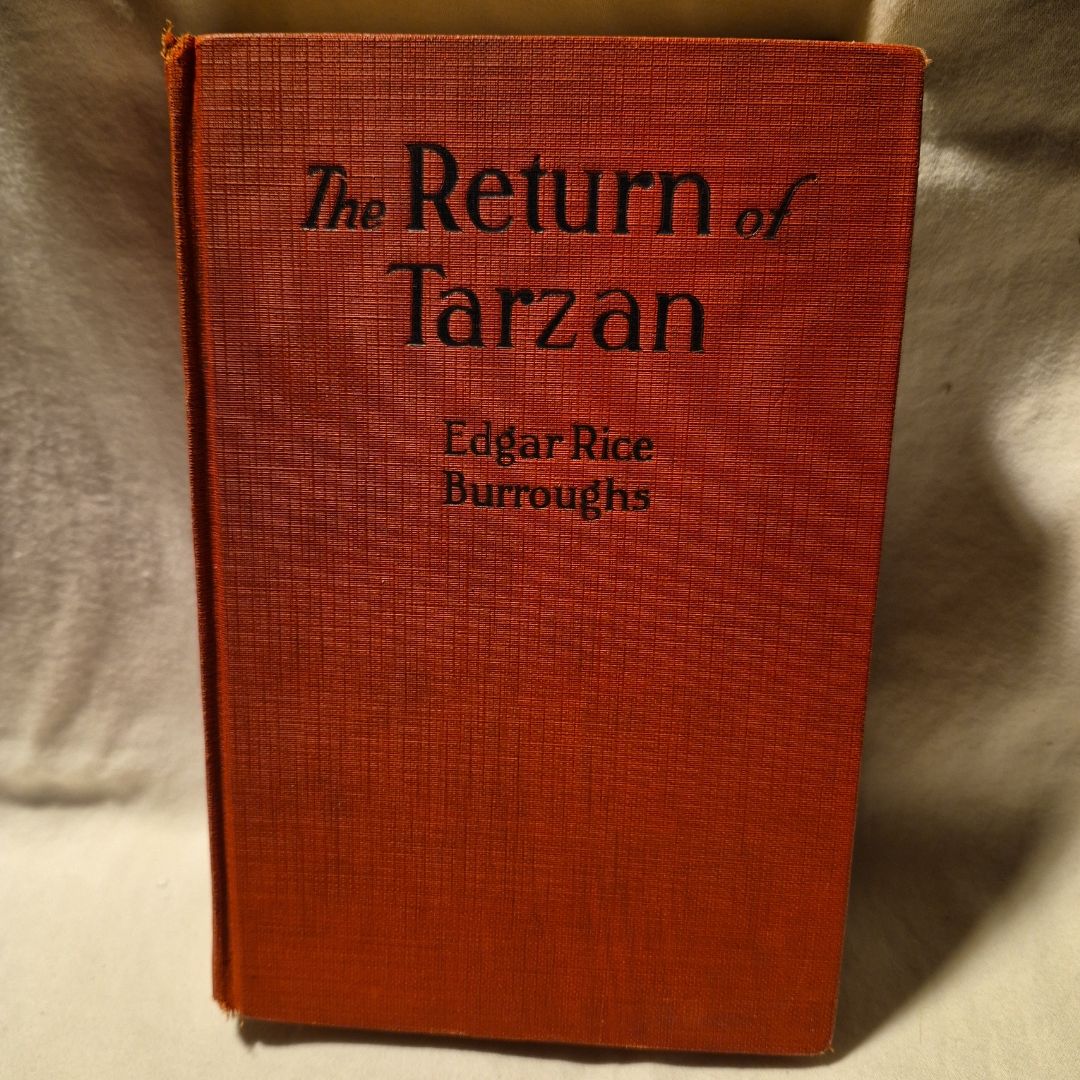 The Return of
Tarzan
Edgar Rice
Burroughs